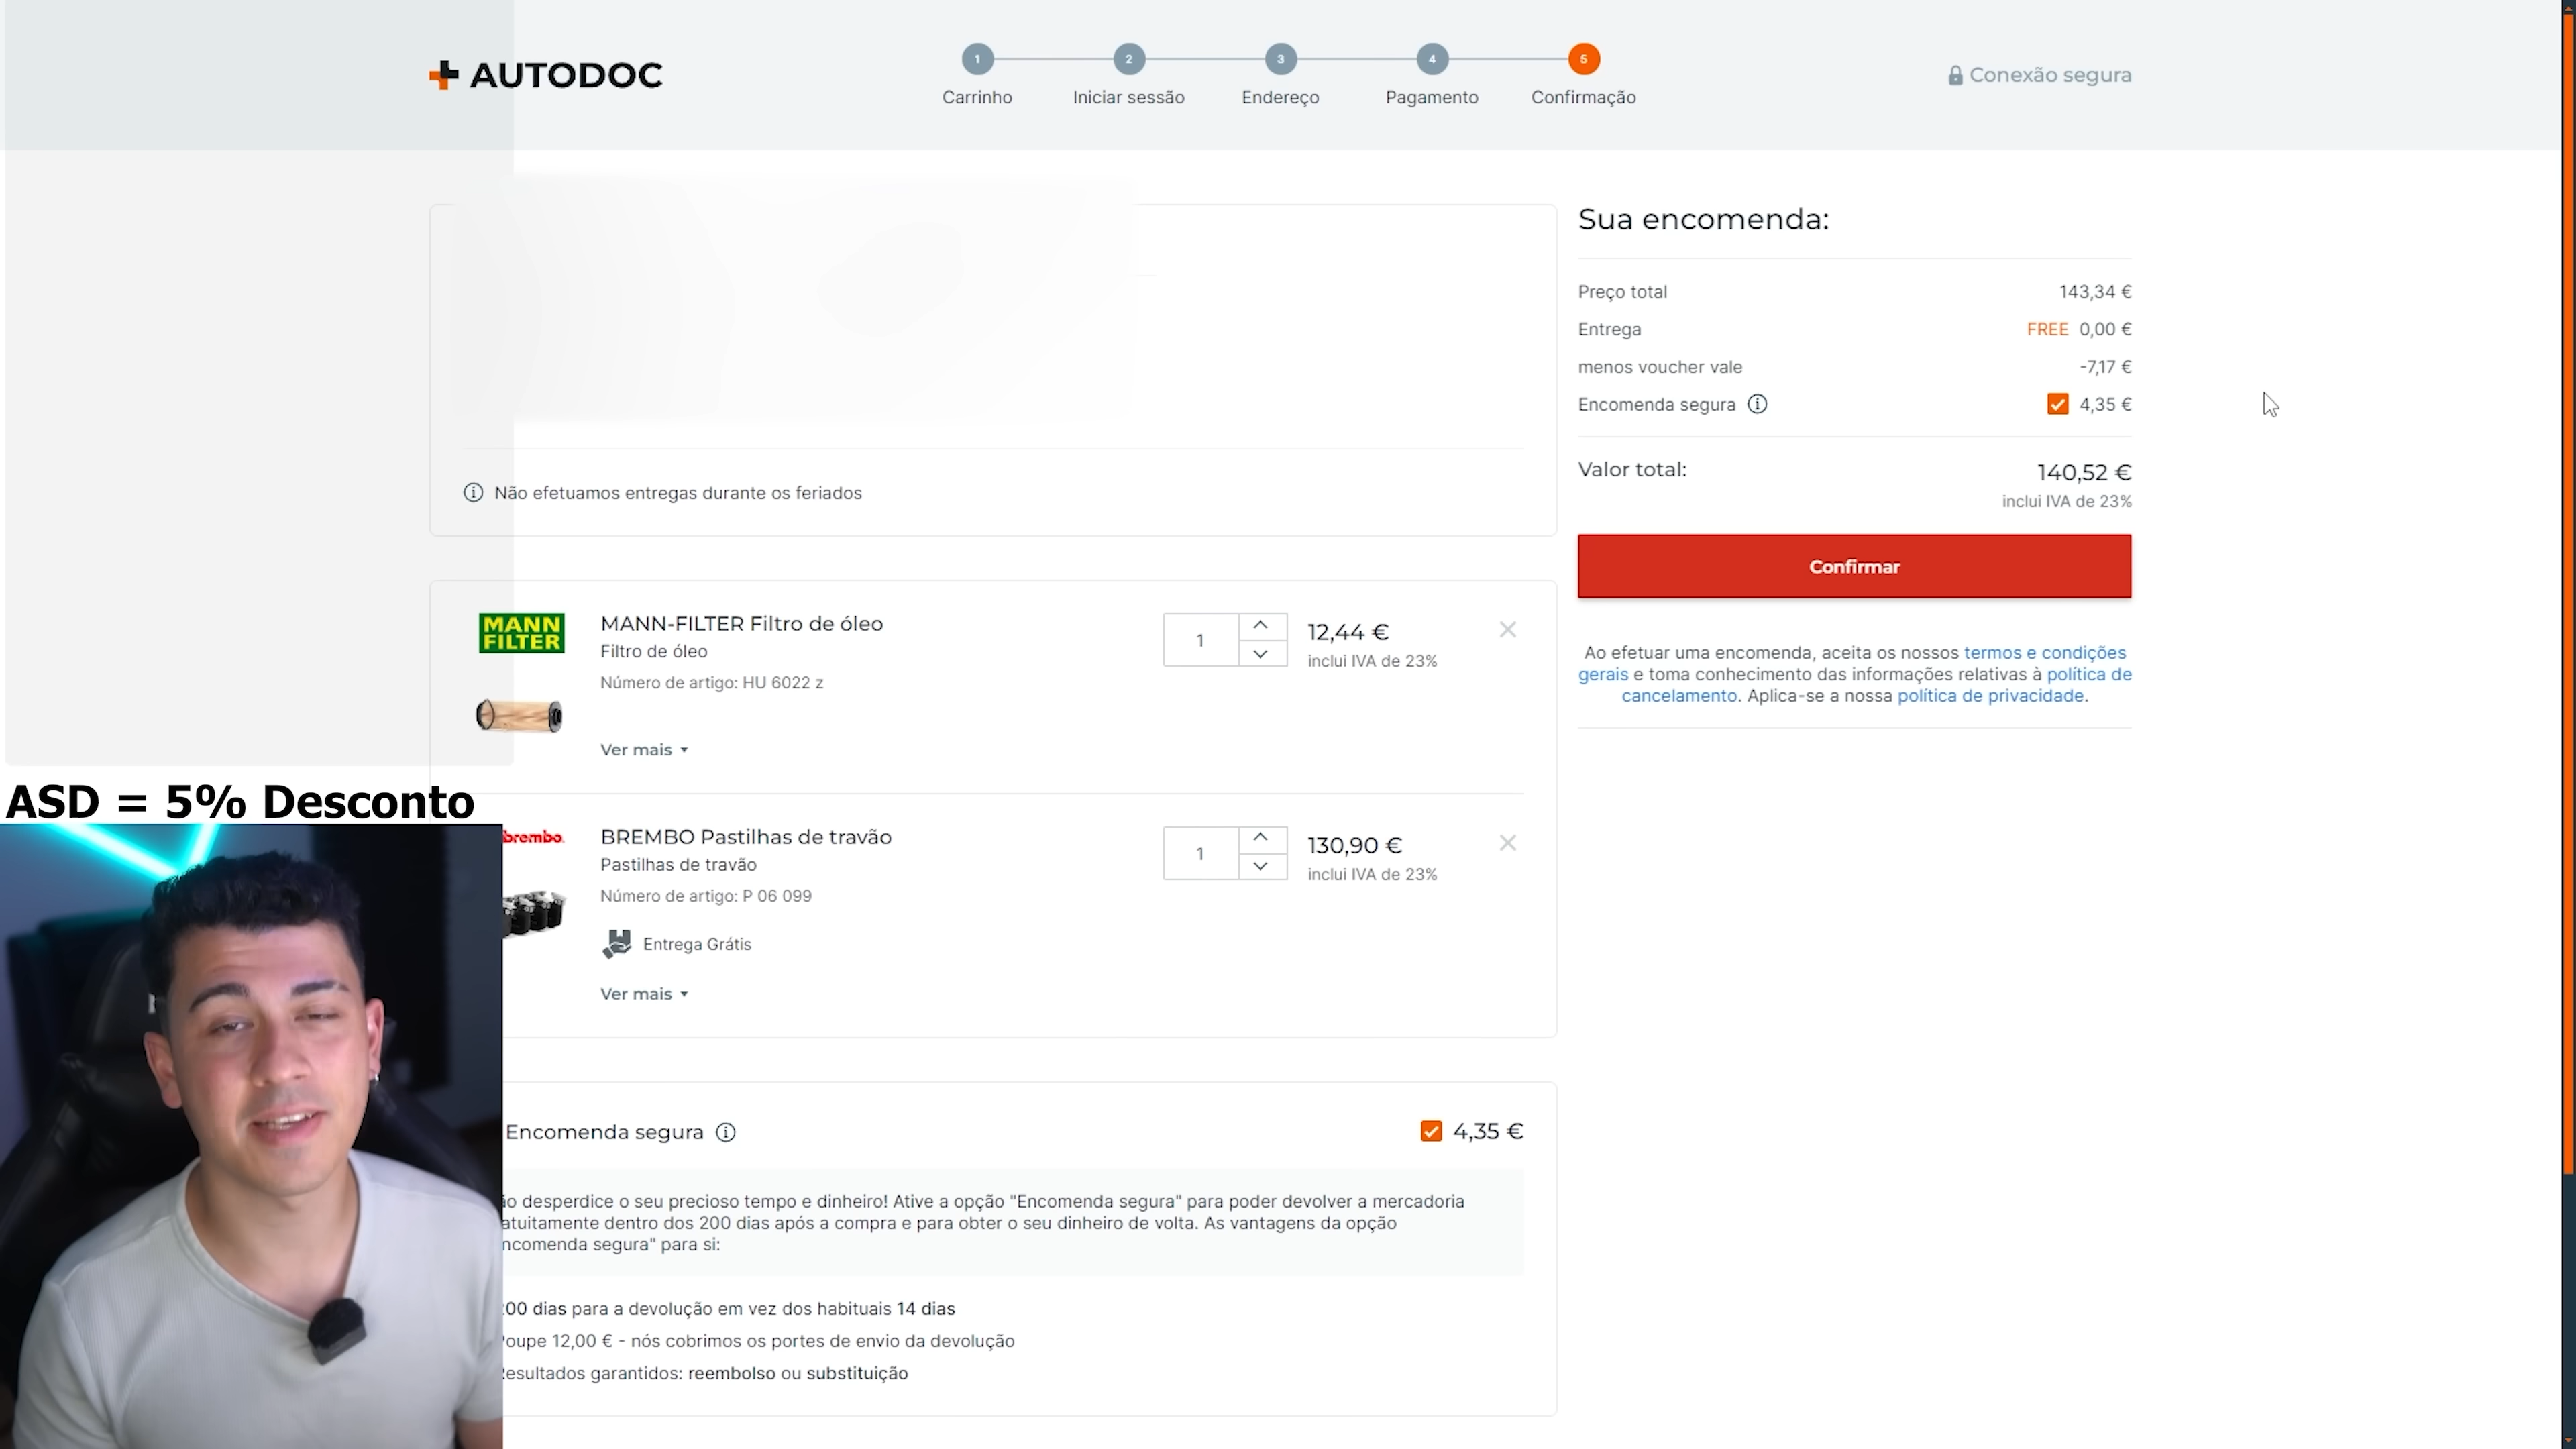 AUTODOC
1
2
3
4
5
Carrinho
Iniciar sessão
Endereço
Pagamento
Confirmação
Conexão segura
Não efetuamos entregas durante os feriados
MANN
FILTER
MANN-FILTER Filtro de óleo
Filtro de óleo
Número de artigo: HU 6022 z
Ver mais
1
12,44 €
inclui IVA de 23%
ASD = 5% Desconto
brembo
BREMBO Pastilhas de travão
Pastilhas de travão
Número de artigo: P 06 099
Entrega Grátis
Ver mais
1
130,90 €
inclui IVA de 23%
Encomenda segura
4,35 €
desperdice o seu precioso tempo e dinheiro! Ative a opção "Encomenda segura" para poder devolver a mercadoria
dentro dos 200 dias após a compra e para obter o seu dinheiro de volta. As vantagens da opção
segura" para si:
dias para a devolução em vez dos habituais 14 dias
12,00 € - nós cobrimos os portes de envio da devolução
garantidos: reembolso ou substituição
Sua encomenda:
Preço total 143,34 €
Entrega FREE 0,00 €
menos voucher vale -7,17 €
Encomenda segura 4,35 €
Valor total: 140,52 €
inclui IVA de 23%
Confirmar
Ao efetuar uma encomenda, aceita os nossos termos e condições
gerais e toma conhecimento das informações relativas à política de
cancelamento. Aplica-se a nossa política de privacidade.